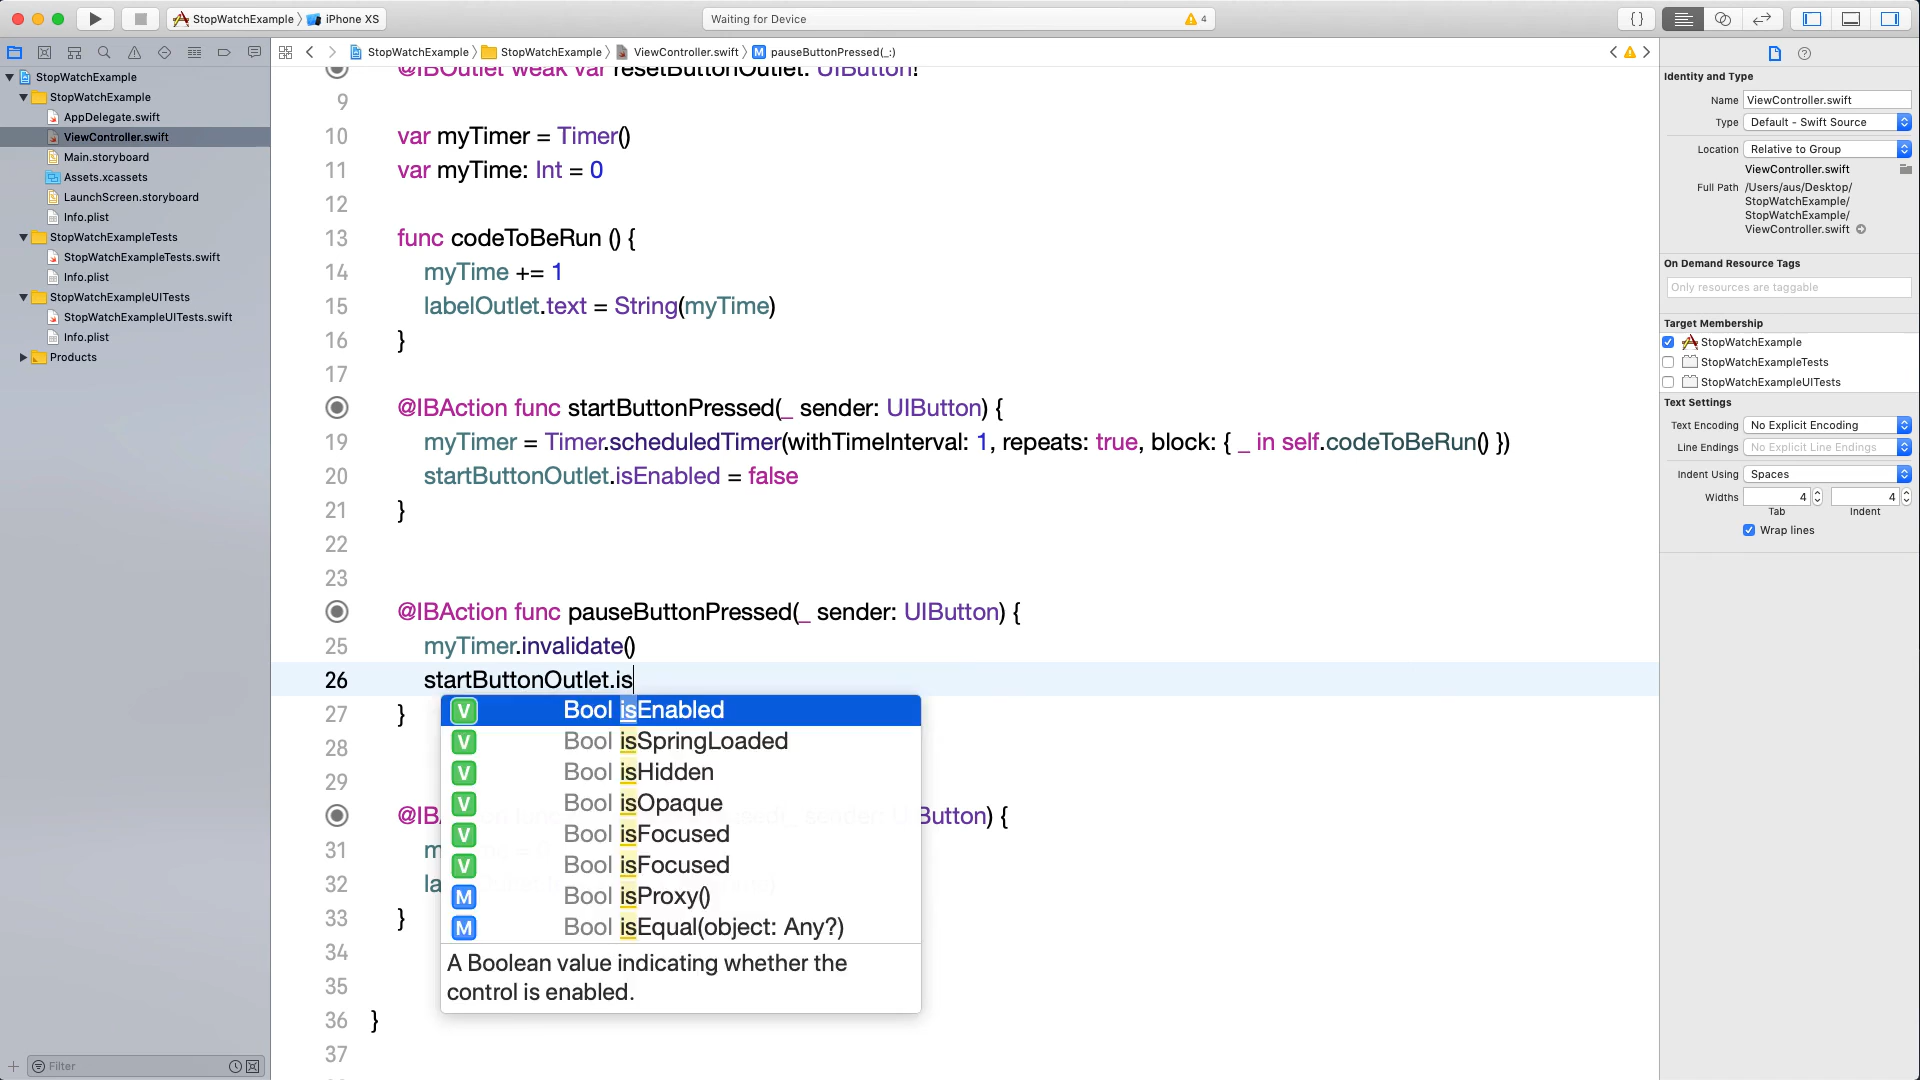 StopWatchExample
iPhone XS
Waiting for Device
4
{}
StopWatchExample
StopWatchExample
ViewController.swift
M
pauseButtonPressed(_:)
StopWatchExample
StopWatchExample
AppDelegate.swift
ViewController.swift
Main.storyboard
Assets.xcassets
LaunchScreen.storyboard
Info.plist
StopWatchExampleTests
StopWatchExampleTests.swift
Info.plist
StopWatchExampleUITests
StopWatchExampleUITests.swift
Info.plist
Products
Filter
@IBOutlet weak var resetButtonOutlet: UIButton!
9
10 var myTimer = Timer()
11 var myTime: Int = 0
12
13 func codeToBeRun () {
14 myTime += 1
15 labelOutlet.text = String(myTime)
16 }
17
@IBAction func startButtonPressed(_ sender: UIButton) {
19 myTimer = Timer.scheduledTimer(withTimeInterval: 1, repeats: true, block: { _ in self.codeToBeRun() })
20 startButtonOutlet.isEnabled = false
21 }
22
23
@IBAction func pauseButtonPressed(_ sender: UIButton) {
25 myTimer.invalidate()
26 startButtonOutlet.is
27 }
28
29
@IB
Button) {
31 m
32 la
33 }
34
35
36 }
37
V Bool isEnabled
V Bool isSpringLoaded
V Bool isHidden
V Bool isOpaque
V Bool isFocused
V Bool isFocused
M Bool isProxy()
M Bool isEqual(object: Any?)
A Boolean value indicating whether the
control is enabled.
Identity and Type
Name ViewController.swift
Type Default - Swift Source
Location Relative to Group
ViewController.swift
Full Path /Users/aus/Desktop/
StopWatchExample/
StopWatchExample/
ViewController.swift
On Demand Resource Tags
Only resources are taggable
Target Membership
StopWatchExample
StopWatchExampleTests
StopWatchExampleUITests
Text Settings
Text Encoding No Explicit Encoding
Line Endings No Explicit Line Endings
Indent Using Spaces
Widths 4 4
Tab Indent
Wrap lines